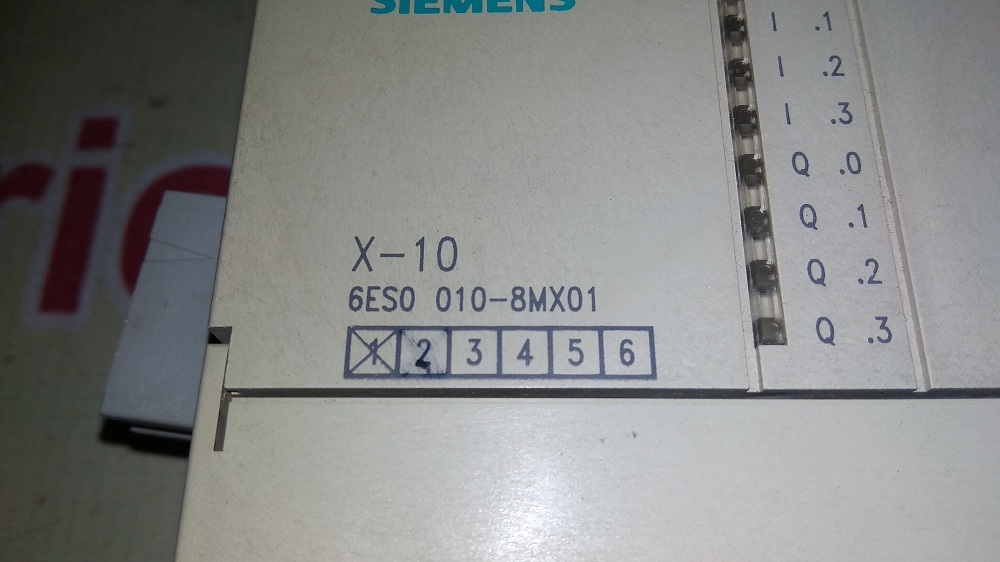 SIEMENS
I .1
I .2
I .3
Q .0
Q .1
Q .2
Q .3
X-10
6ES0 010-8MX01
1 2 3 4 5 6